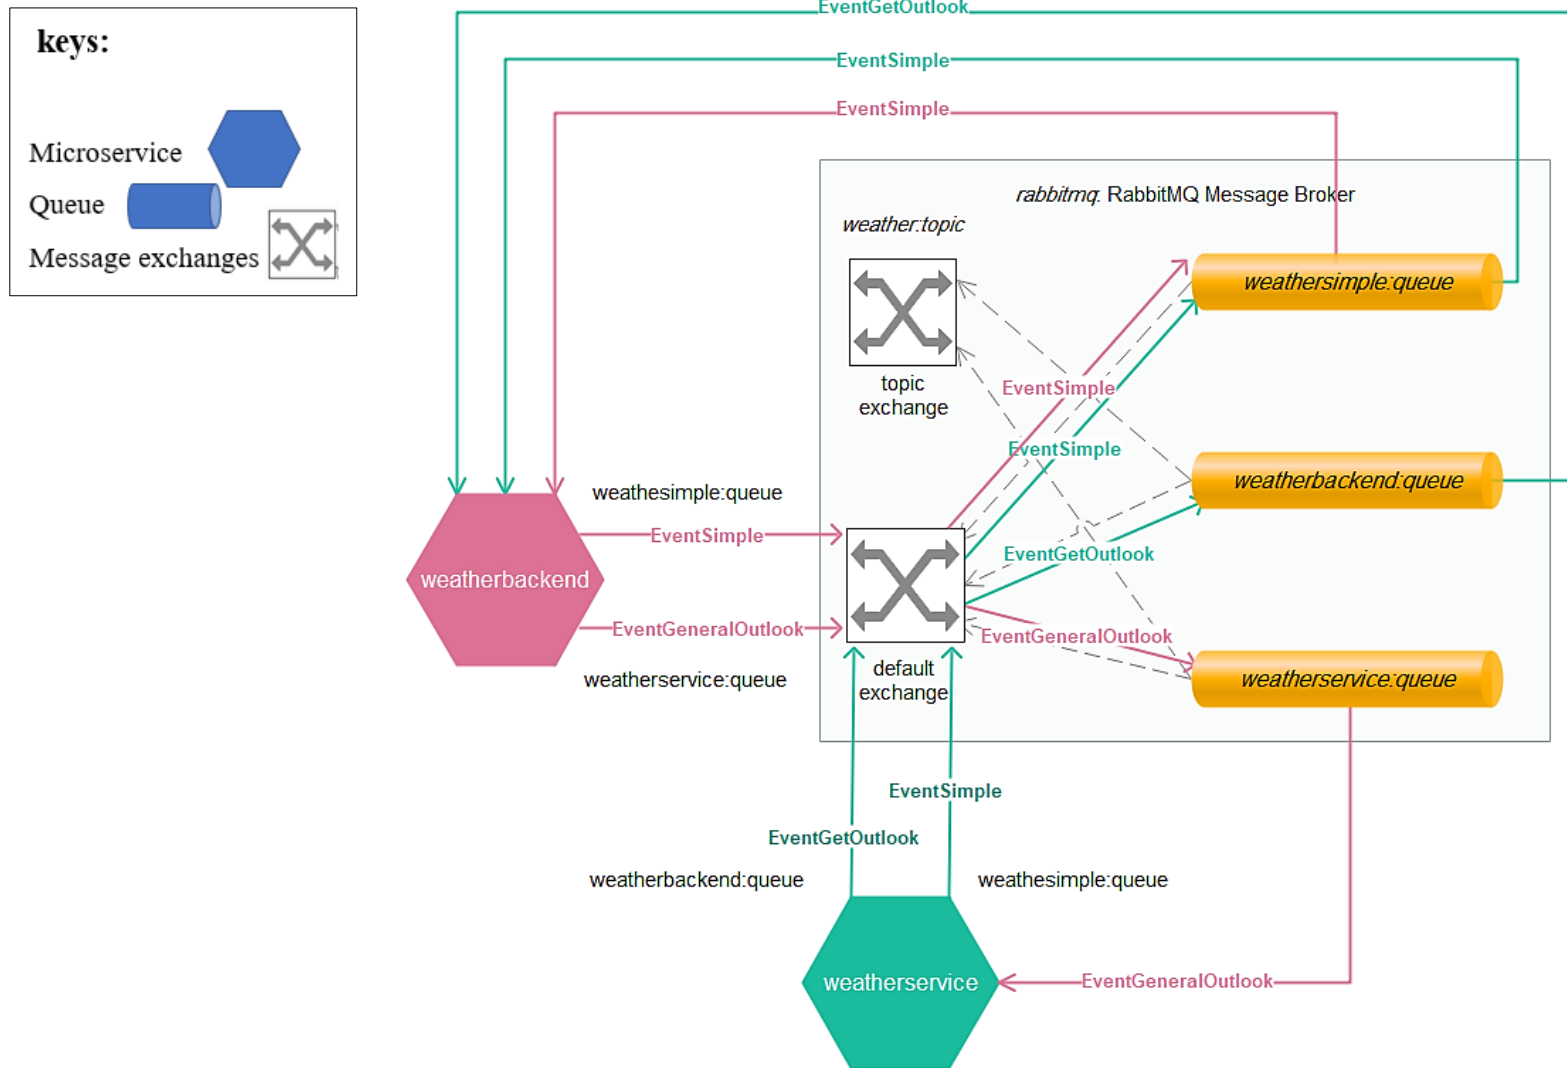 keys:
Microservice
Queue
Message exchanges
EventGetOutlook
EventSimple
EventSimple
rabbitmq: RabbitMQ Message Broker
weather:topic
topic
exchange
weathersimple:queue
EventSimple
EventSimple
weatherbackend:queue
weathesimple:queue
EventSimple
weatherbackend
EventGeneralOutlook
weatherservice:queue
EventGetOutlook
EventGeneralOutlook
default
exchange
weatherservice:queue
EventSimple
EventGetOutlook
weatherbackend:queue
weathesimple:queue
weatherservice
EventGeneralOutlook